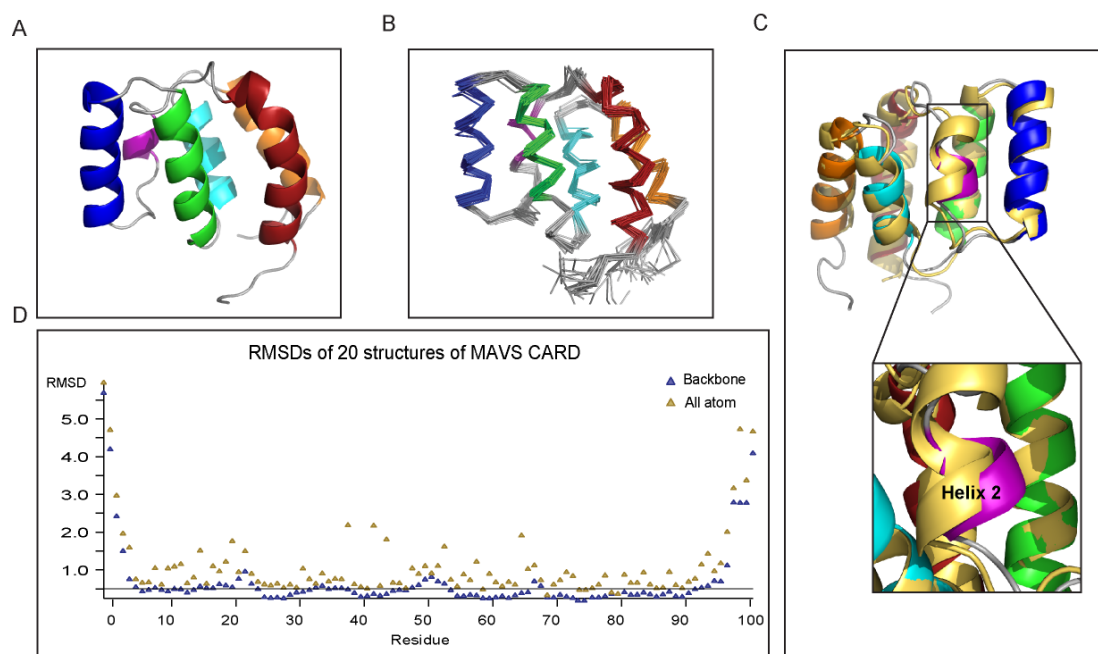 A
B
C
Helix 2
D
RMSDs of 20 structures of MAVS CARD
RMSD
Backbone
All atom
5.0
4.0
3.0
2.0
1.0
0 10 20 30 40 50 60 70 80 90 100
Residue